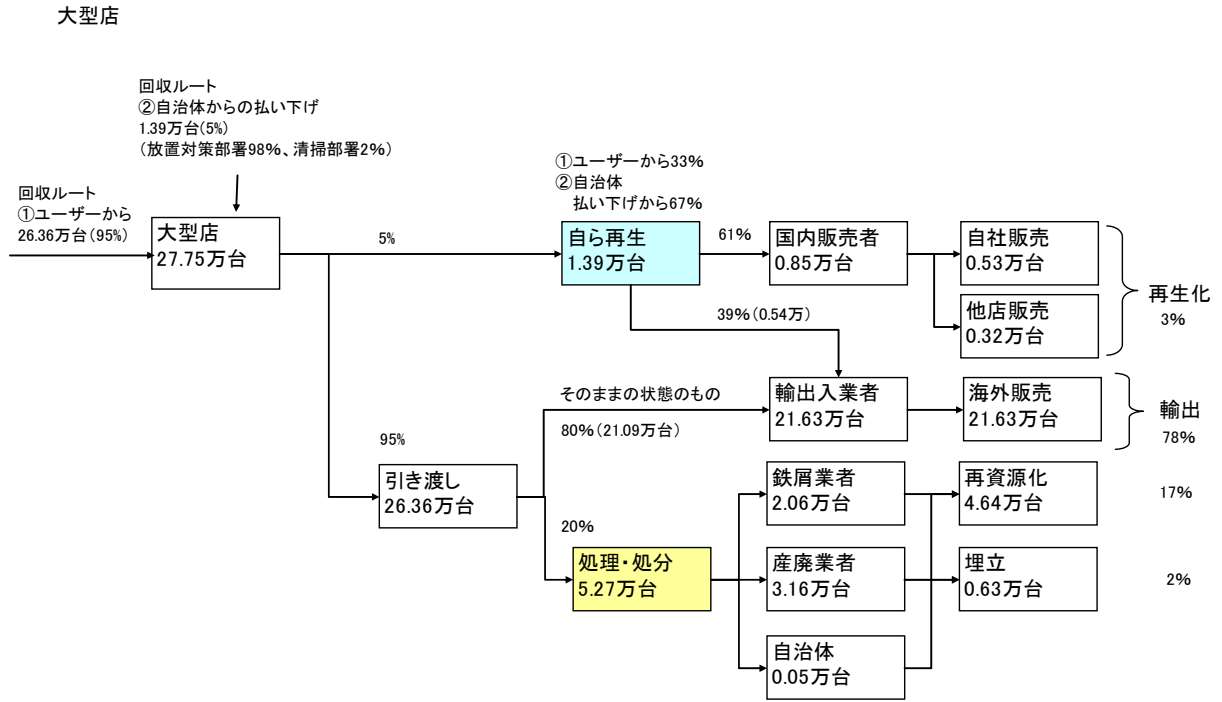 大型店
回収ルート
②自治体からの払い下げ
1.39万台(5%)
（放置対策部署98%、清掃部署2%）
回収ルート
①ユーザーから
26.36万台(95%)
大型店
27.75万台
5%
①ユーザーから33%
②自治体
払い下げから67%
自ら再生
1.39万台
61%
国内販売者
0.85万台
自社販売
0.53万台
他店販売
0.32万台
再生化
3%
39%(0.54万)
そのままの状態のもの
80%(21.09万台)
輸出入業者
21.63万台
海外販売
21.63万台
輸出
78%
95%
引き渡し
26.36万台
20%
処理・処分
5.27万台
鉄屑業者
2.06万台
再資源化
4.64万台
17%
産廃業者
3.16万台
埋立
0.63万台
2%
自治体
0.05万台